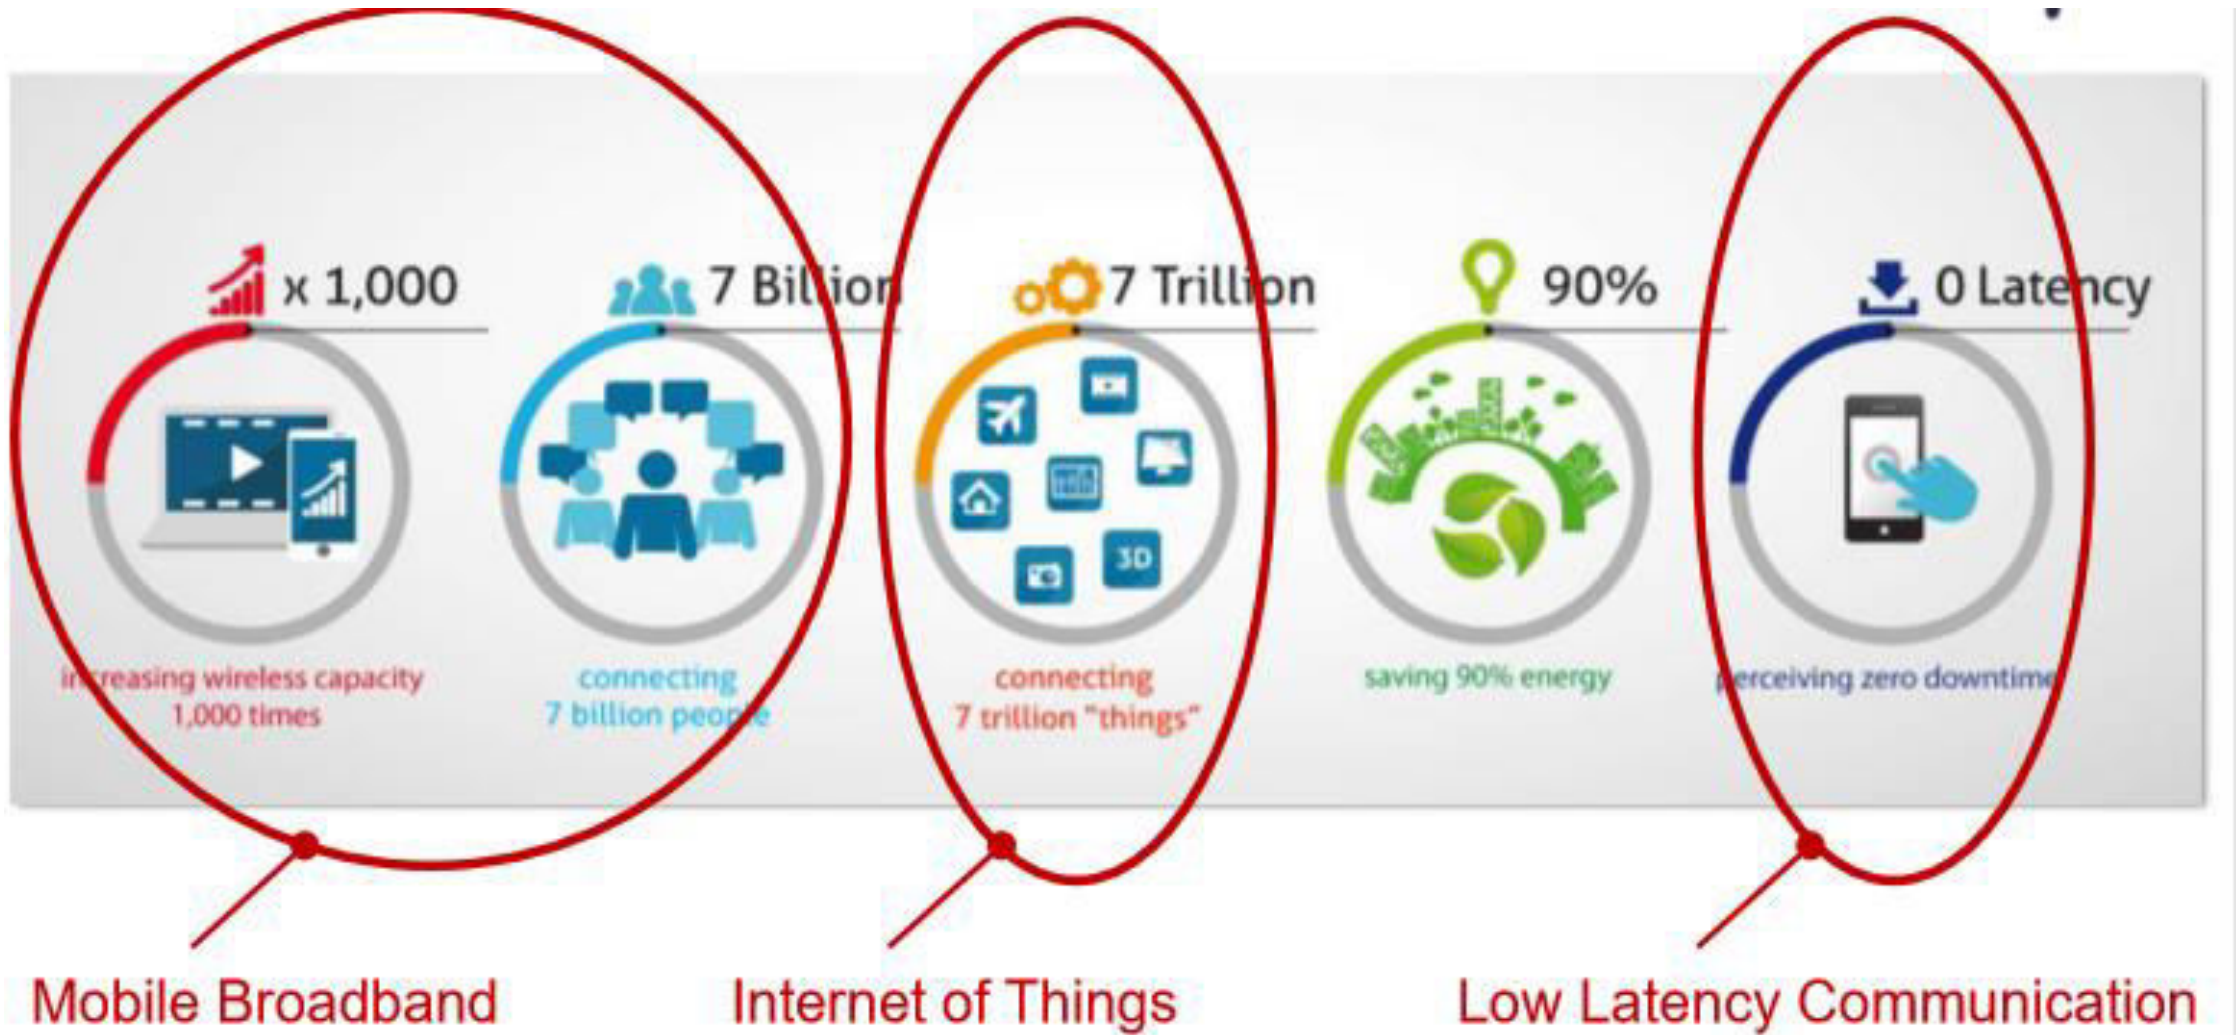 x 1,000
7 Billion
7 Trillion
90%
0 Latency
3D
increasing wireless capacity
1,000 times
connecting
7 billion people
connecting
7 trillion "things"
saving 90% energy
perceiving zero downtime
Mobile Broadband
Internet of Things
Low Latency Communication